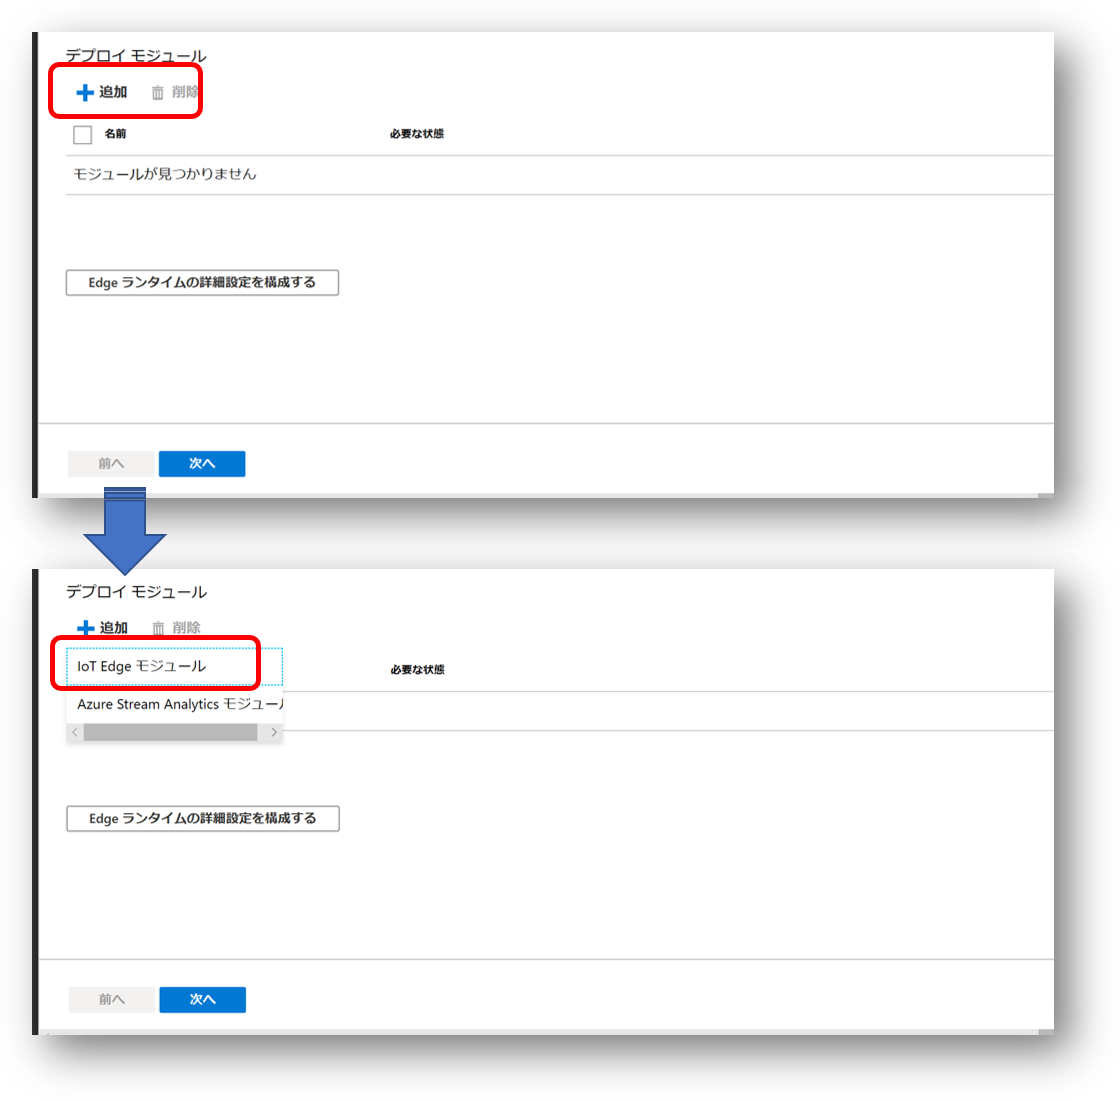 デプロイ モジュール
追加 削除
名前 必要な状態
モジュールが見つかりません
Edge ランタイムの詳細設定を構成する
前へ 次へ
デプロイ モジュール
追加 削除
IoT Edge モジュール
必要な状態
Azure Stream Analytics モジュール
Edge ランタイムの詳細設定を構成する
前へ 次へ